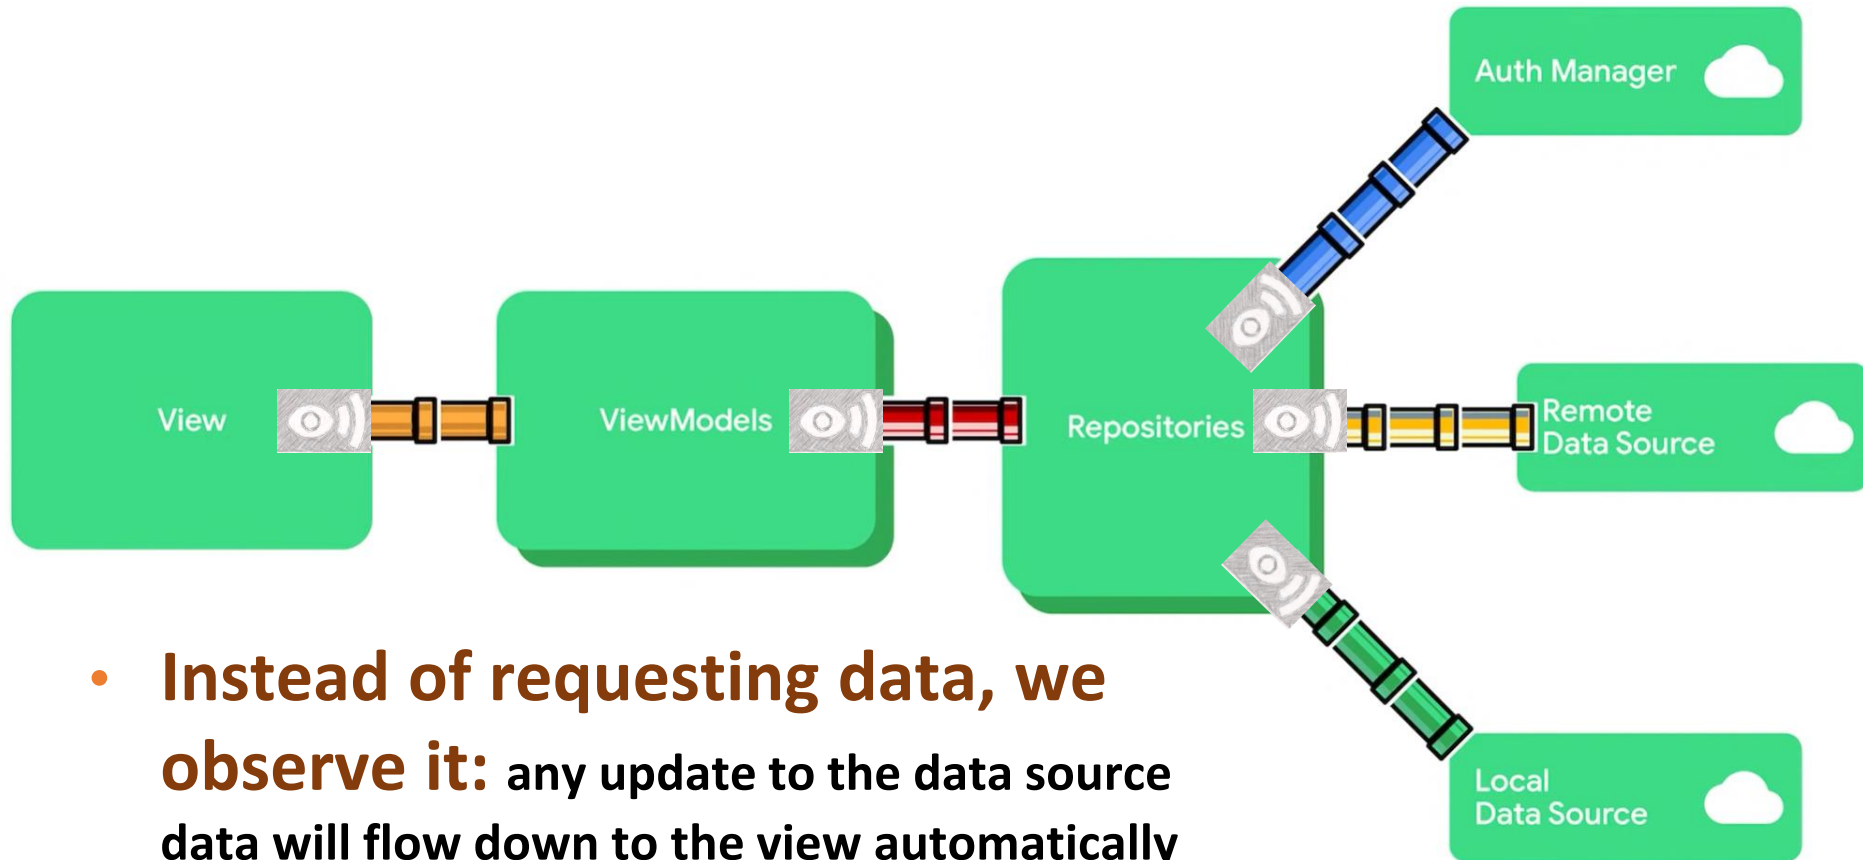 Auth Manager
View
ViewModels
Repositories
Remote
Data Source
• Instead of requesting data, we
observe it: any update to the data source
data will flow down to the view automatically
Local
Data Source